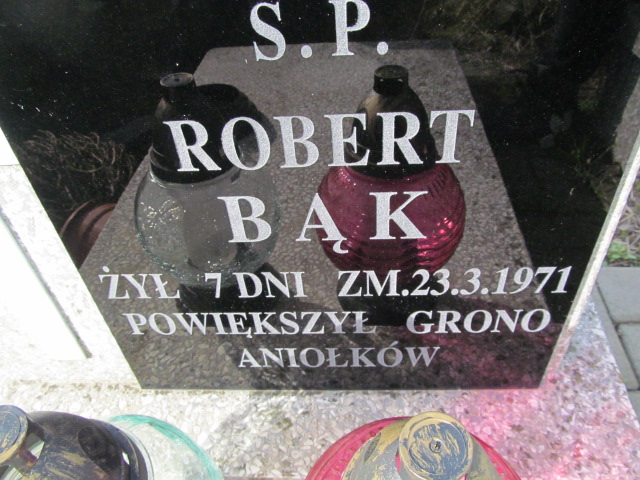 Ś.P.
ROBERT
BĄK
ŻYŁ 7 DNI ZM.23.3.1971
POWIĘKSZYŁ GRONO
ANIOŁKÓW